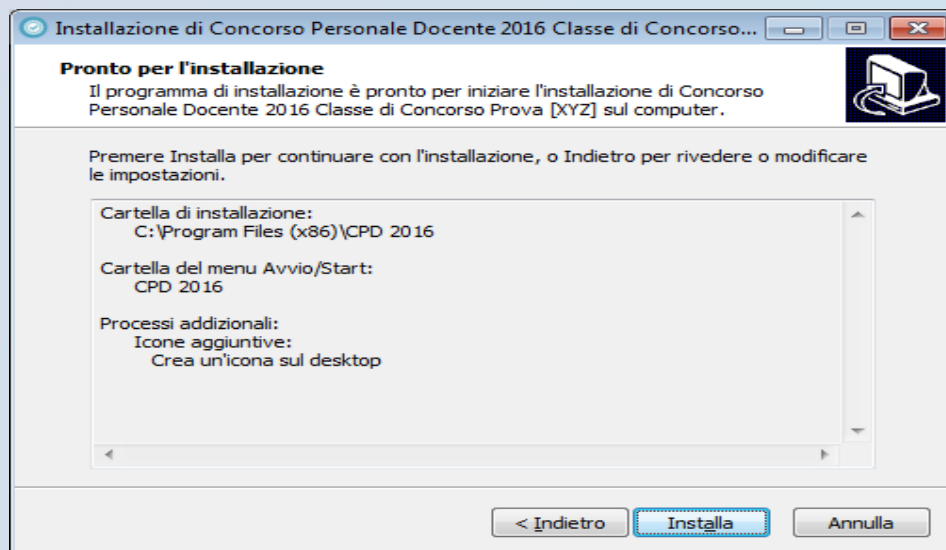 Installazione di Concorso Personale Docente 2016 Classe di Concorso...
Pronto per l'installazione
Il programma di installazione è pronto per iniziare l'installazione di Concorso
Personale Docente 2016 Classe di Concorso Prova [XYZ] sul computer.
Premere Installa per continuare con l'installazione, o Indietro per rivedere o modificare
le impostazioni.
Cartella di installazione:
C:\Program Files (x86)\CPD 2016
Cartella del menu Avvio/Start:
CPD 2016
Processi addizionali:
Icone aggiuntive:
Crea un'icona sul desktop
< Indietro
Installa
Annulla